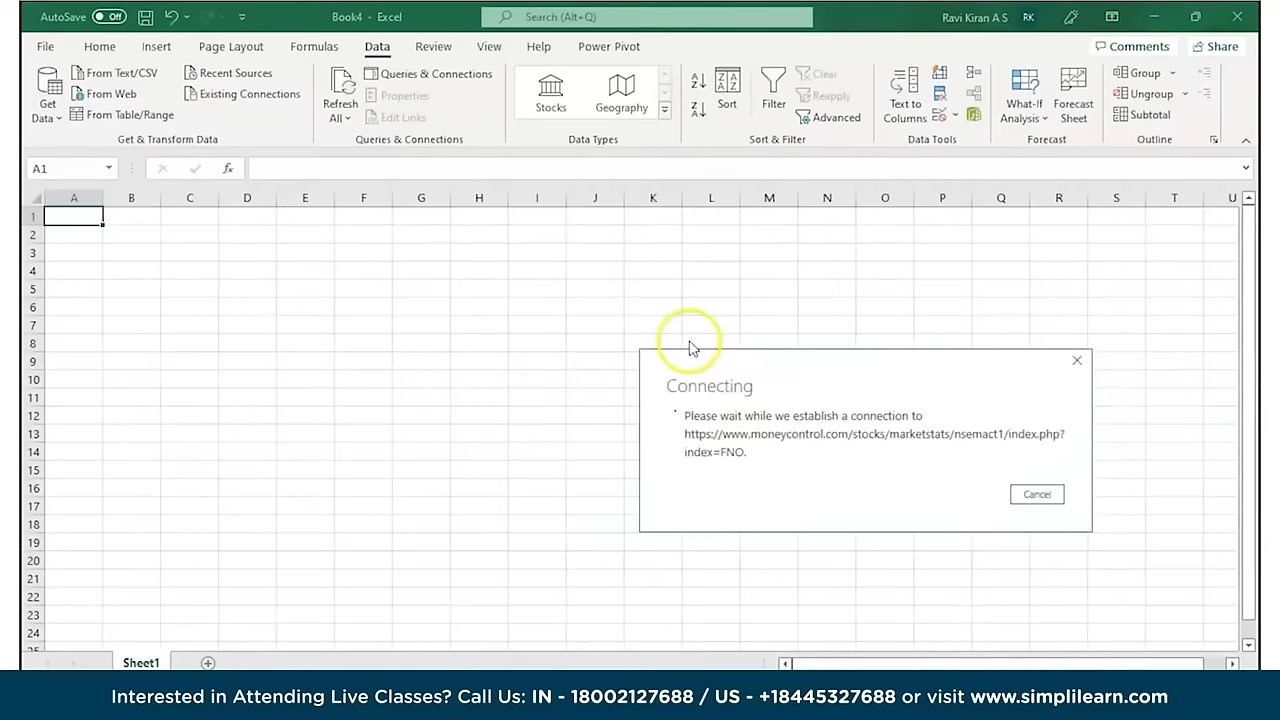 AutoSave Off Book4 - Excel Search (Alt+Q) Ravi Kiran A S RK
File Home Insert Page Layout Formulas Data Review View Help Power Pivot Comments Share
Get Data
From Text/CSV
From Web
From Table/Range
Recent Sources
Existing Connections
Get & Transform Data
Refresh All
Queries & Connections
Properties
Edit Links
Queries & Connections
Stocks Geography
Data Types
Sort
Filter
Clear
Reapply
Advanced
Sort & Filter
Text to Columns
Data Tools
What-If Analysis
Forecast Sheet
Forecast
Group
Ungroup
Subtotal
Outline
A1 fx
A B C D E F G H I J K L M N O P Q R S T U
1
2
3
4
5
6
7
8
9
10
11
12
13
14
15
16
17
18
19
20
21
22
23
24
25
Connecting
Please wait while we establish a connection to
https://www.moneycontrol.com/stocks/marketstats/nsemact1/index.php?
index=FNO.
Cancel
Sheet1
Interested in Attending Live Classes? Call Us: IN - 18002127688 / US - +18445327688 or visit www.simplilearn.com